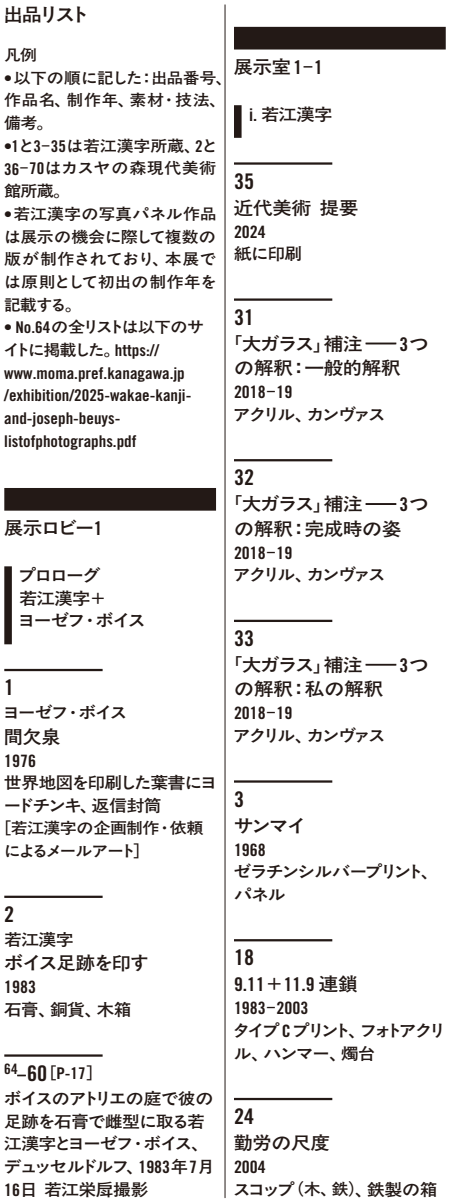 出品リスト
凡例
●以下の順に記した：出品番号、
作品名、制作年、素材・技法、
備考。
●1と3–35は若江漢字所蔵、2と
36–70はカスヤの森現代美術
館所蔵。
●若江漢字の写真パネル作品
は展示の機会に際して複数の
版が制作されており、本展で
は原則として初出の制作年を
記載する。
● No.64の全リストは以下のサ
イトに掲載した。https://
www.moma.pref.kanagawa.jp
/exhibition/2025-wakae-kanji-
and-joseph-beuys-
listofphotographs.pdf
展示ロビー1
プロローグ
若江漢字＋
ヨーゼフ・ボイス
1
ヨーゼフ・ボイス
間欠泉
1976
世界地図を印刷した葉書にヨ
ードチンキ、返信封筒
［若江漢字の企画制作・依頼
によるメールアート］
2
若江漢字
ボイス足跡を印す
1983
石膏、銅貨、木箱
64–60［P-17］
ボイスのアトリエの庭で彼の
足跡を石膏で雌型に取る若
江漢字とヨーゼフ・ボイス、
デュッセルドルフ、1983年7月
16日 若江栄戽撮影
展示室1–1
i. 若江漢字
35
近代美術 提要
2024
紙に印刷
31
「大ガラス」補注 ── 3つ
の解釈：一般的解釈
2018–19
アクリル、カンヴァス
32
「大ガラス」補注 ── 3つ
の解釈：完成時の姿
2018–19
アクリル、カンヴァス
33
「大ガラス」補注 ── 3つ
の解釈：私の解釈
2018–19
アクリル、カンヴァス
3
サンマイ
1968
ゼラチンシルバープリント、
パネル
18
9.11＋11.9 連鎖
1983–2003
タイプCプリント、フォトアクリ
ル、ハンマー、燭台
24
勤労の尺度
2004
スコップ（木、鉄）、鉄製の箱